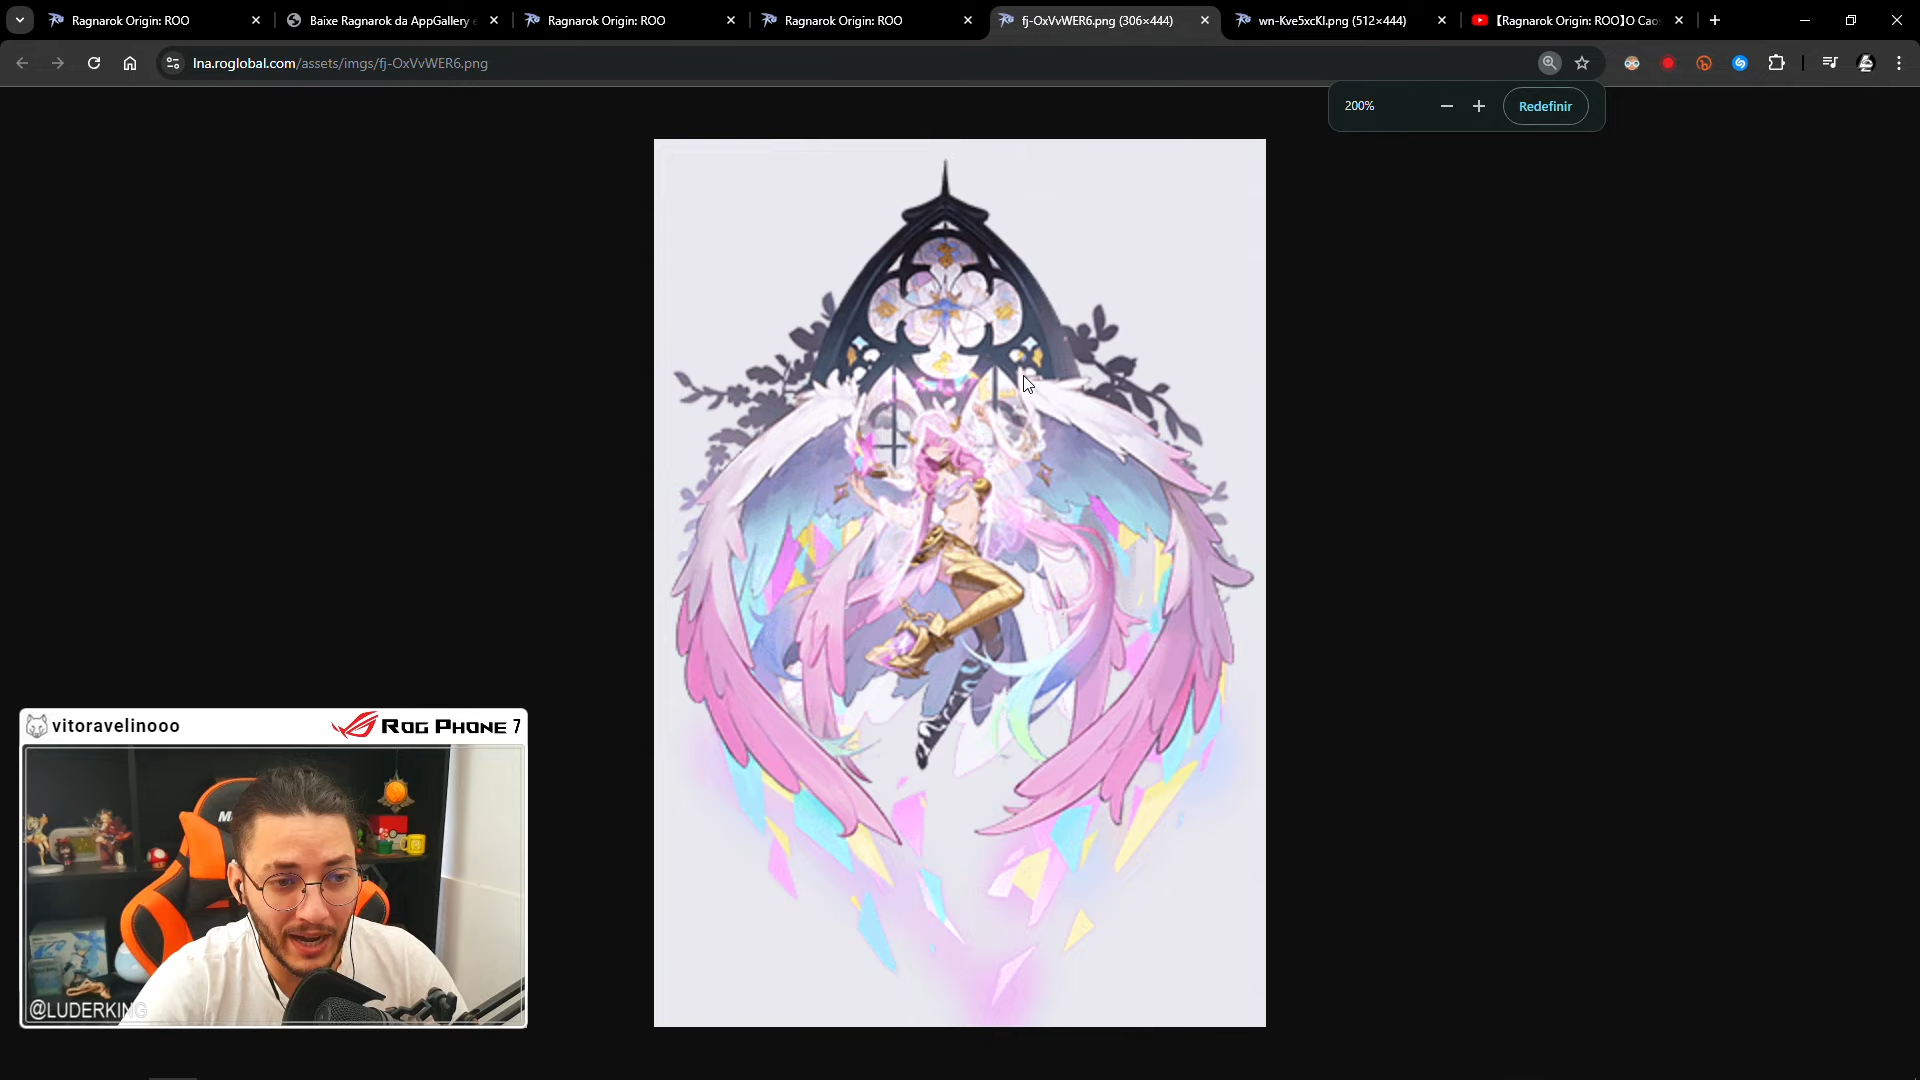 Ragnarok Origin: ROO
Baixe Ragnarok da AppGallery e
Ragnarok Origin: ROO
Ragnarok Origin: ROO
fj-OxVvWER6.png (306×444)
wn-Kve5xcKI.png (512×444)
【Ragnarok Origin: ROO】O Cao
lna.roglobal.com/assets/imgs/fj-OxVvWER6.png
200%
Redefinir
vitoravelinooo
ROG PHONE 7
@LUDERKING